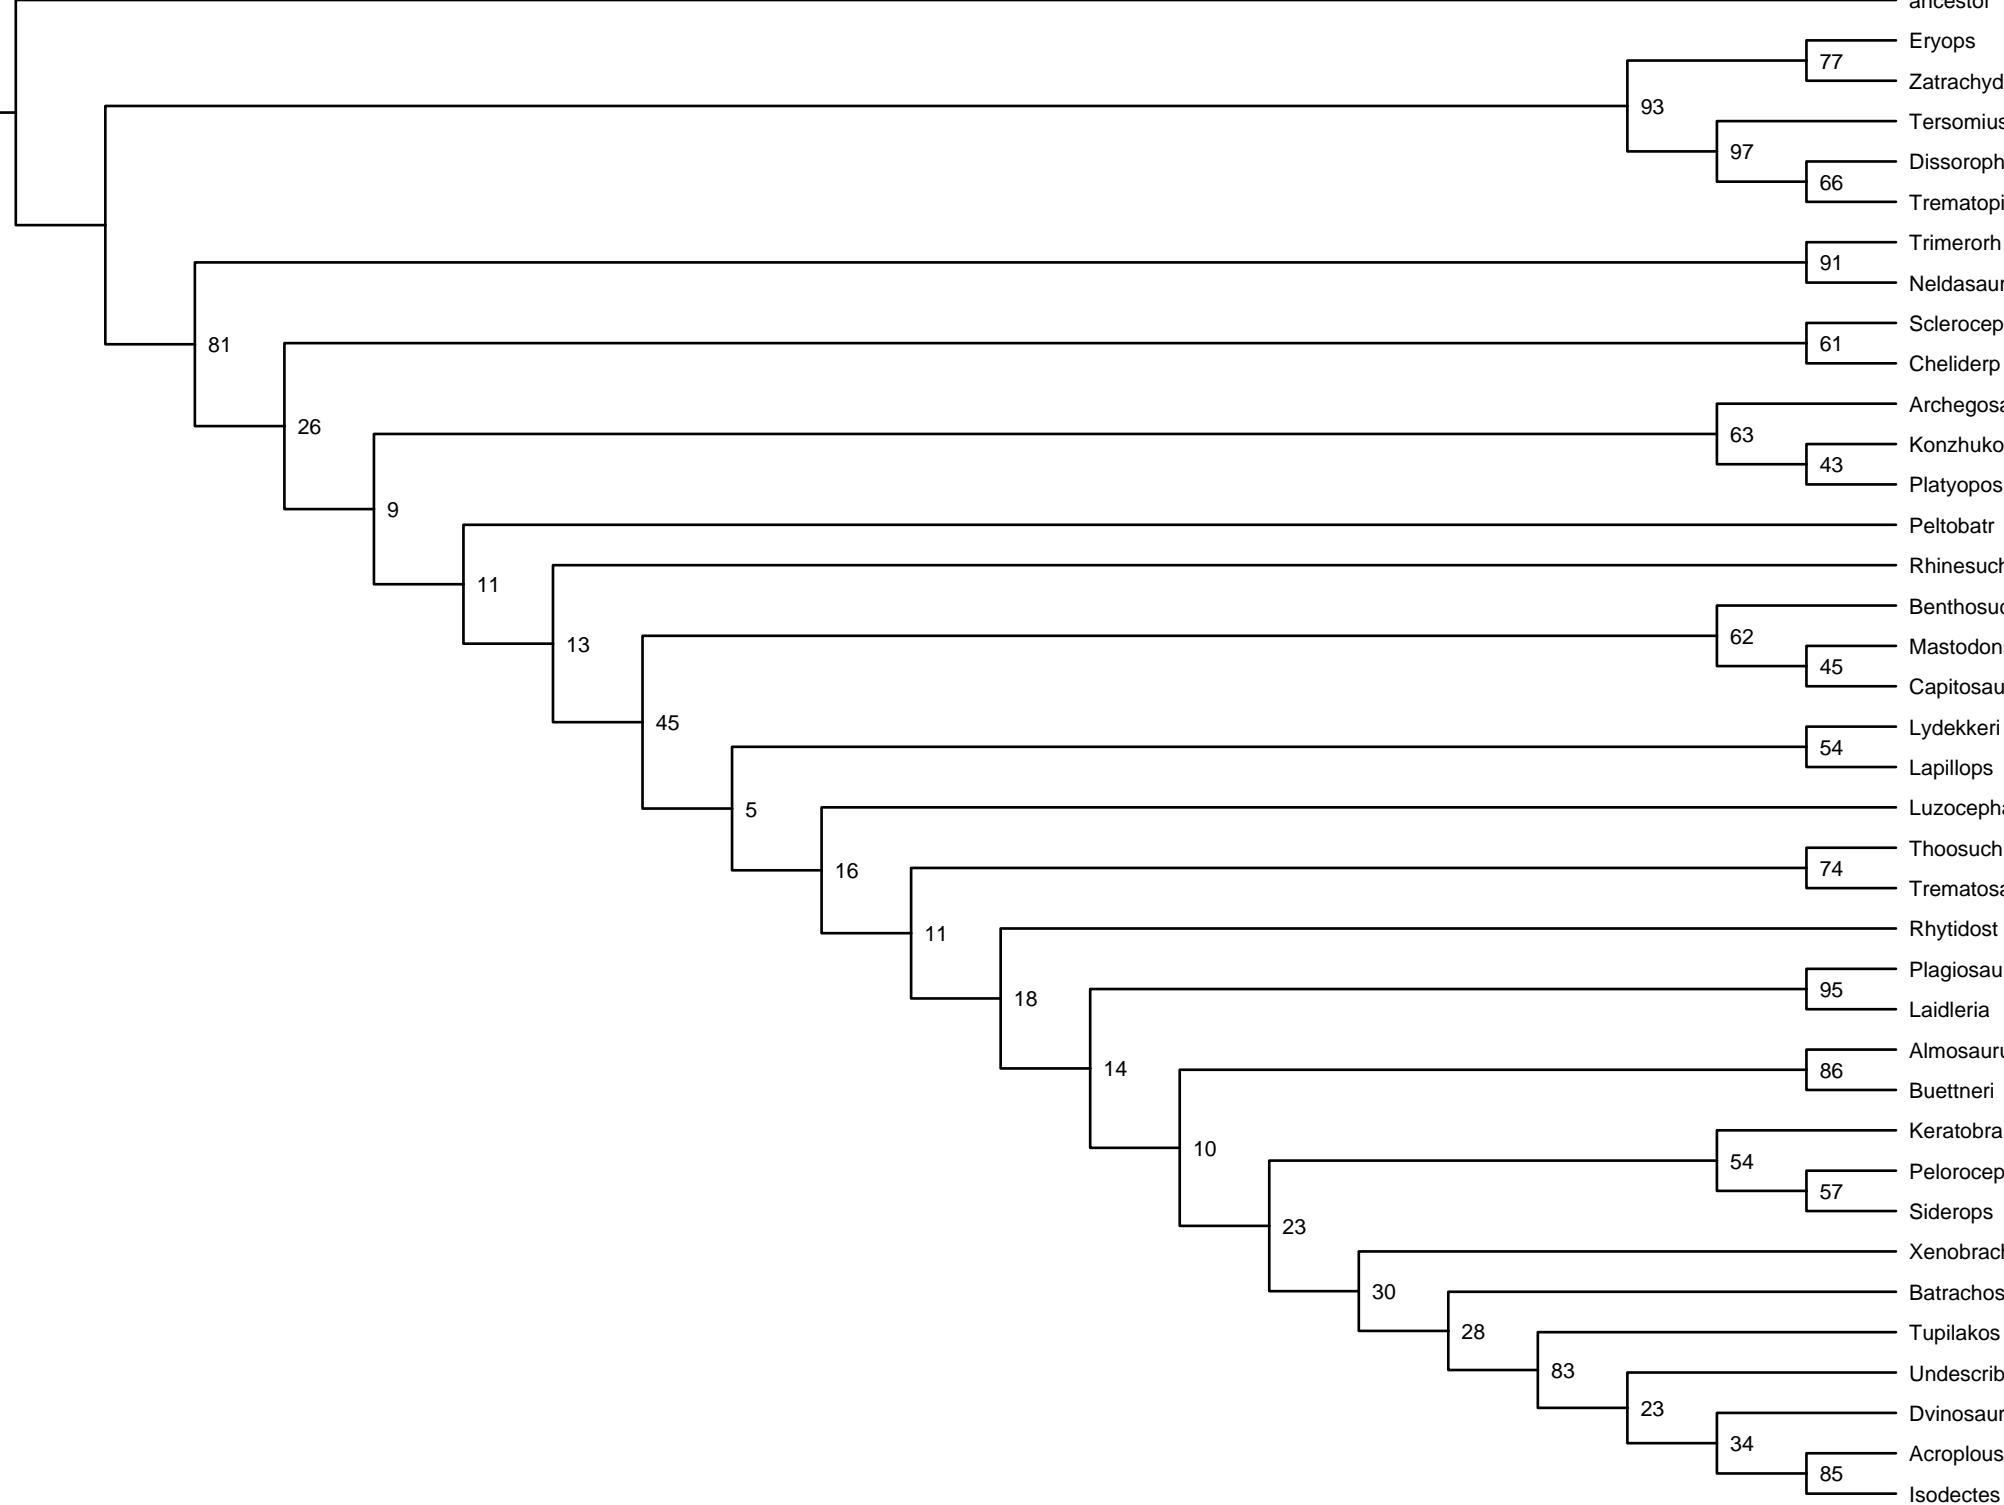 ancestor
Eryops
77
Zatrachyd
93
Tersomius
97
Dissoroph
66
Trematopi
Trimerorh
91
Neldasaur
Sclerocep
61
81
Cheliderp
Archegosa
26
63
Konzhuko
43
Platyopos
9
Peltobatr
Rhinesuch
11
Benthosuc
62
13
Mastodons
45
Capitosau
45
Lydekkeri
54
Lapillops
5
Luzocepha
Thoosuch
16
74
Trematosa
Rhytidost
11
Plagiosau
95
18
Laidleria
Almosauru
14
86
Buettneri
Keratobra
10
54
Pelorocep
57
Siderops
23
Xenobrach
30
Batrachos
28
Tupilakos
83
Undescrib
23
Dvinosaur
34
Acroplous
85
Isodectes